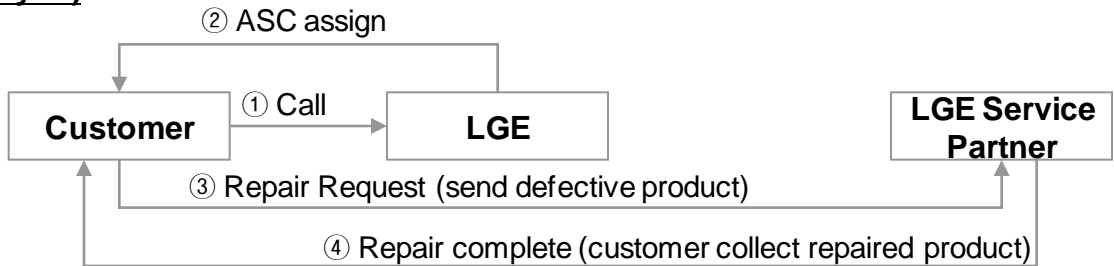 ② ASC assign
① Call
Customer
LGE
LGE Service
Partner
③ Repair Request (send defective product)
④ Repair complete (customer collect repaired product)